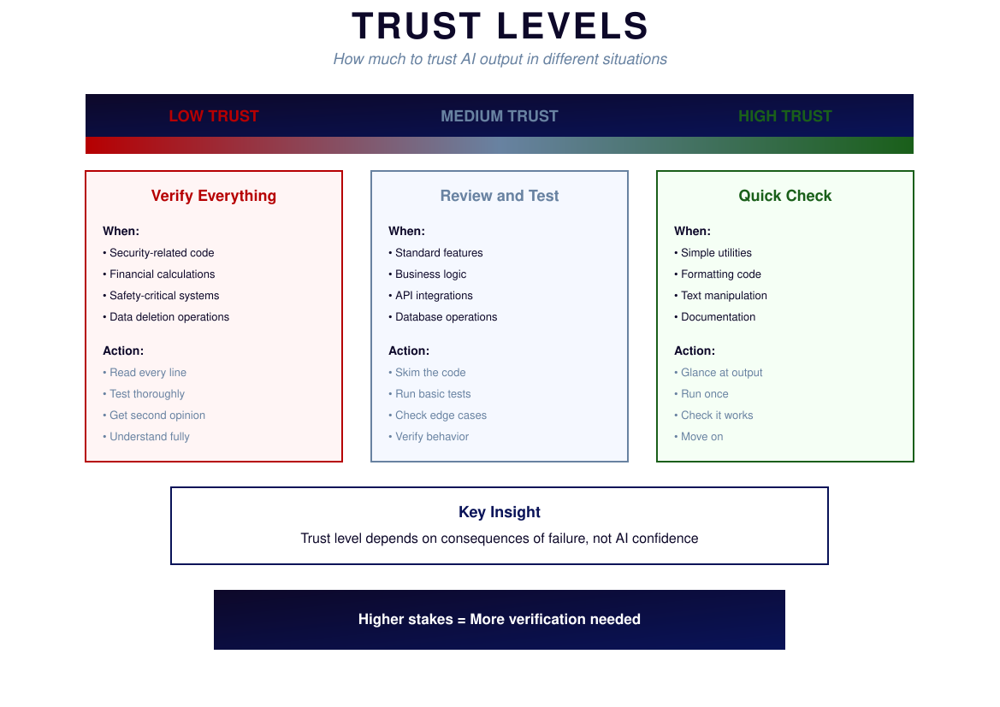 TRUST LEVELS
How much to trust AI output in different situations
LOW TRUST
MEDIUM TRUST
HIGH TRUST
Verify Everything
When:
• Security-related code
• Financial calculations
• Safety-critical systems
• Data deletion operations
Action:
• Read every line
• Test thoroughly
• Get second opinion
• Understand fully
Review and Test
When:
• Standard features
• Business logic
• API integrations
• Database operations
Action:
• Skim the code
• Run basic tests
• Check edge cases
• Verify behavior
Quick Check
When:
• Simple utilities
• Formatting code
• Text manipulation
• Documentation
Action:
• Glance at output
• Run once
• Check it works
• Move on
Key Insight
Trust level depends on consequences of failure, not AI confidence
Higher stakes = More verification needed